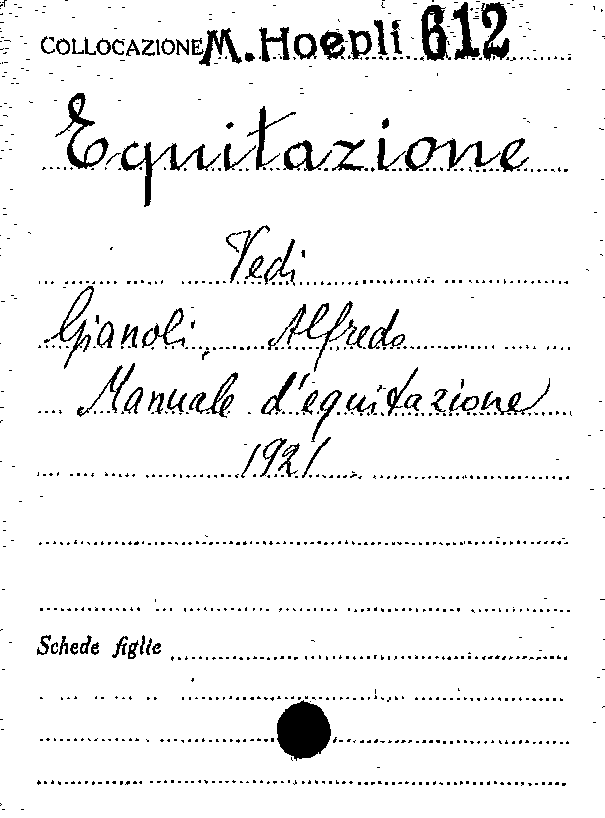 COLLOCAZIONE M. Hoepli 612
Equitazione
Vedi
Gianoli, Alfredo
Manuale d'equitazione
1921
Schede figlie